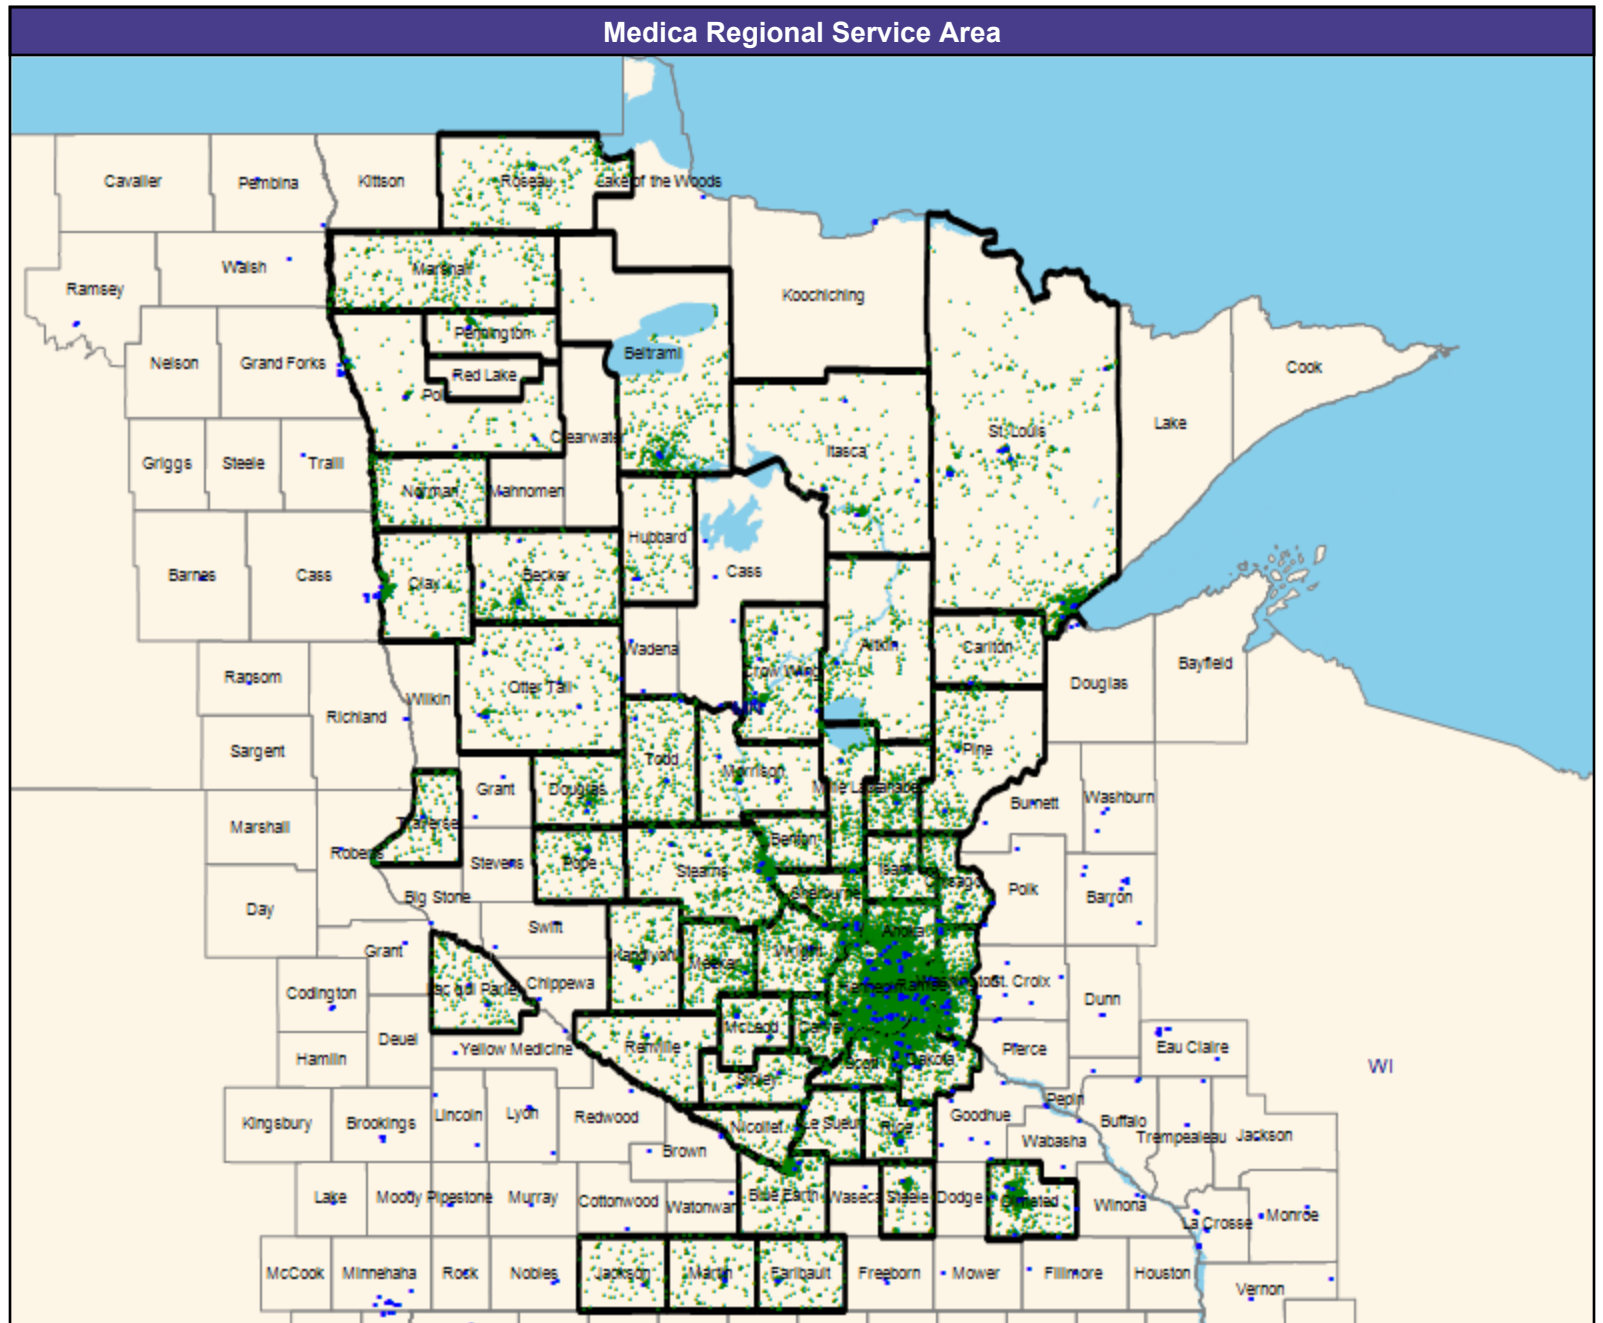 Medica Regional Service Area
Cavalier
Pembina
Kittson
Roseau
Lake of the Woods
Walsh
Marshall
Ramsey
Koochiching
Pennington
Nelson
Grand Forks
Red Lake
Beltrami
Cook
Lake
Clearwater
St. Louis
Itasca
Griggs
Steele
Traill
Norman
Mahnomen
Hubbard
Barnes
Cass
Clay
Becker
Cass
Wadena
Crow Wing
Aitkin
Carlton
Bayfield
Douglas
Ransom
Otter Tail
Wilkin
Richland
Sargent
Todd
Morrison
Pine
Grant
Douglas
Burnett
Washburn
Marshall
Traverse
Benton
Roberts
Stevens
Pope
Stearns
Isanti
Polk
Barron
Big Stone
Sherburne
Day
Swift
Anoka
Grant
Kandiyohi
Meeker
Wright
St. Croix
Codington
Lac qui Parle
Chippewa
Dunn
McLeod
Deuel
Yellow Medicine
Renville
Hamlin
Scott
Dakota
Pierce
Eau Claire
WI
Sibley
Pepin
Kingsbury
Brookings
Lincoln
Lyon
Redwood
Nicollet
Le Sueur
Rice
Goodhue
Buffalo
Trempealeau
Jackson
Wabasha
Brown
Lake
Moody
Pipestone
Murray
Cottonwood
Watonwan
Blue Earth
Waseca
Steele
Dodge
Olmsted
Winona
La Crosse
Monroe
McCook
Minnehaha
Rock
Nobles
Jackson
Martin
Faribault
Freeborn
Mower
Fillmore
Houston
Vernon